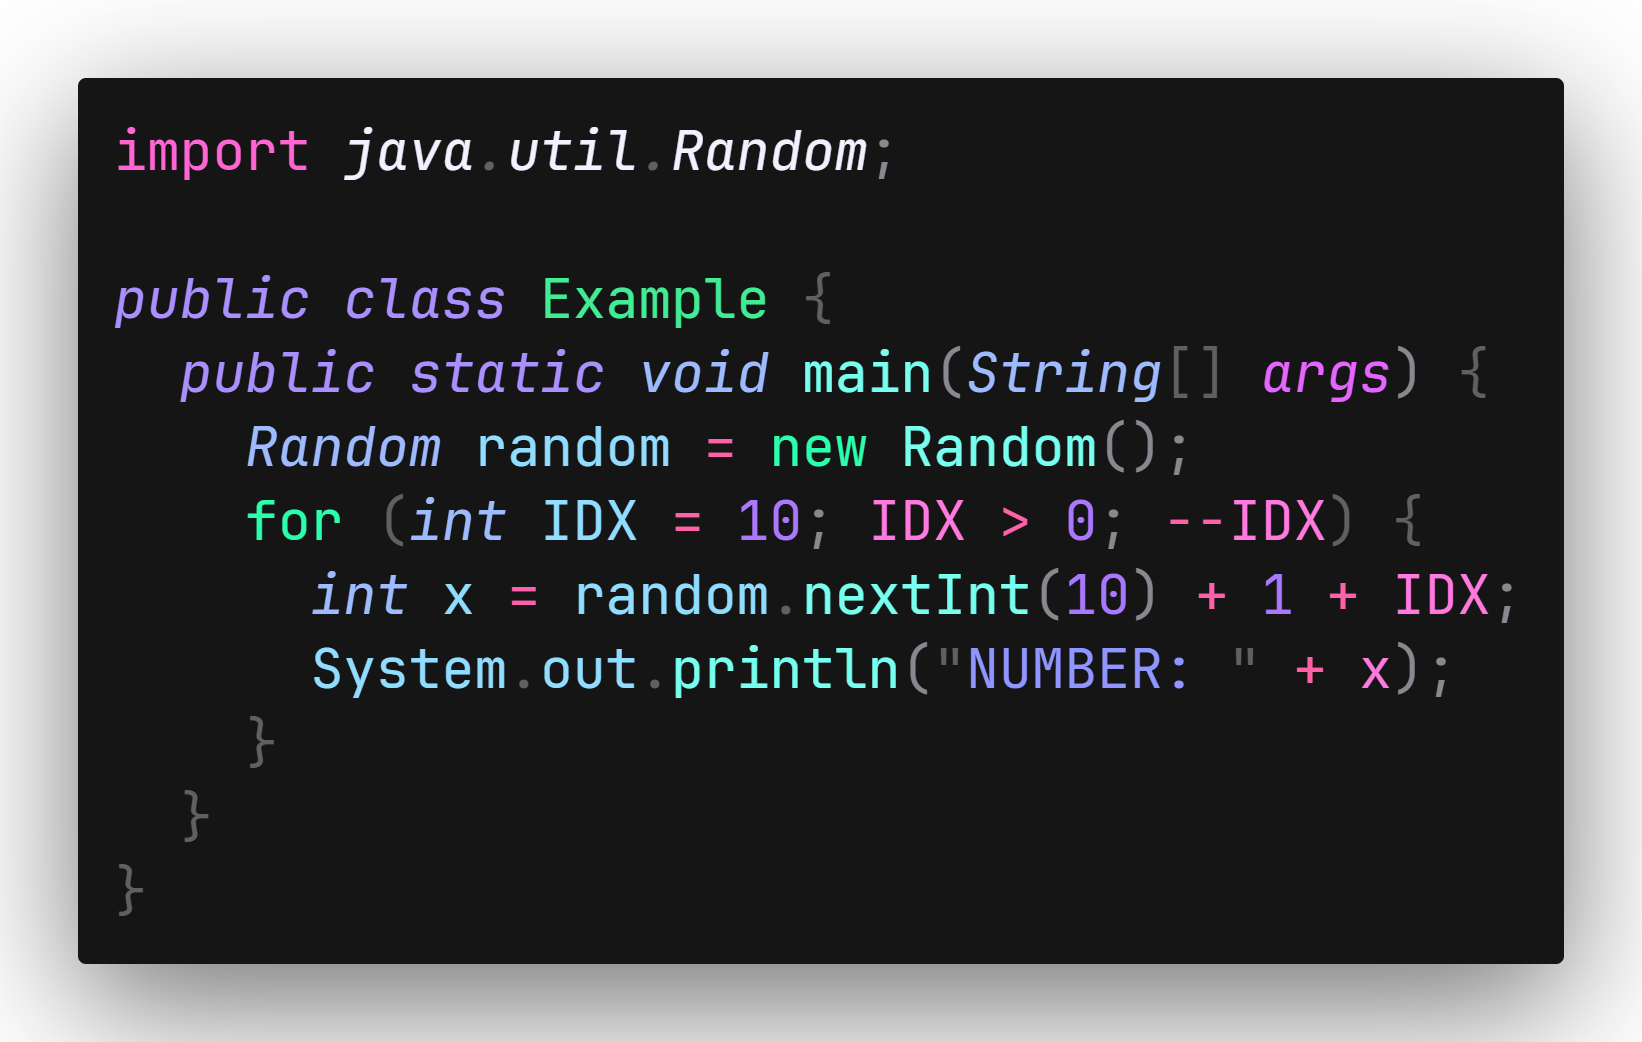 import java.util.Random;

public class Example {
  public static void main(String[] args) {
    Random random = new Random();
    for (int IDX = 10; IDX > 0; --IDX) {
      int x = random.nextInt(10) + 1 + IDX;
      System.out.println("NUMBER: " + x);
    }
  }
}